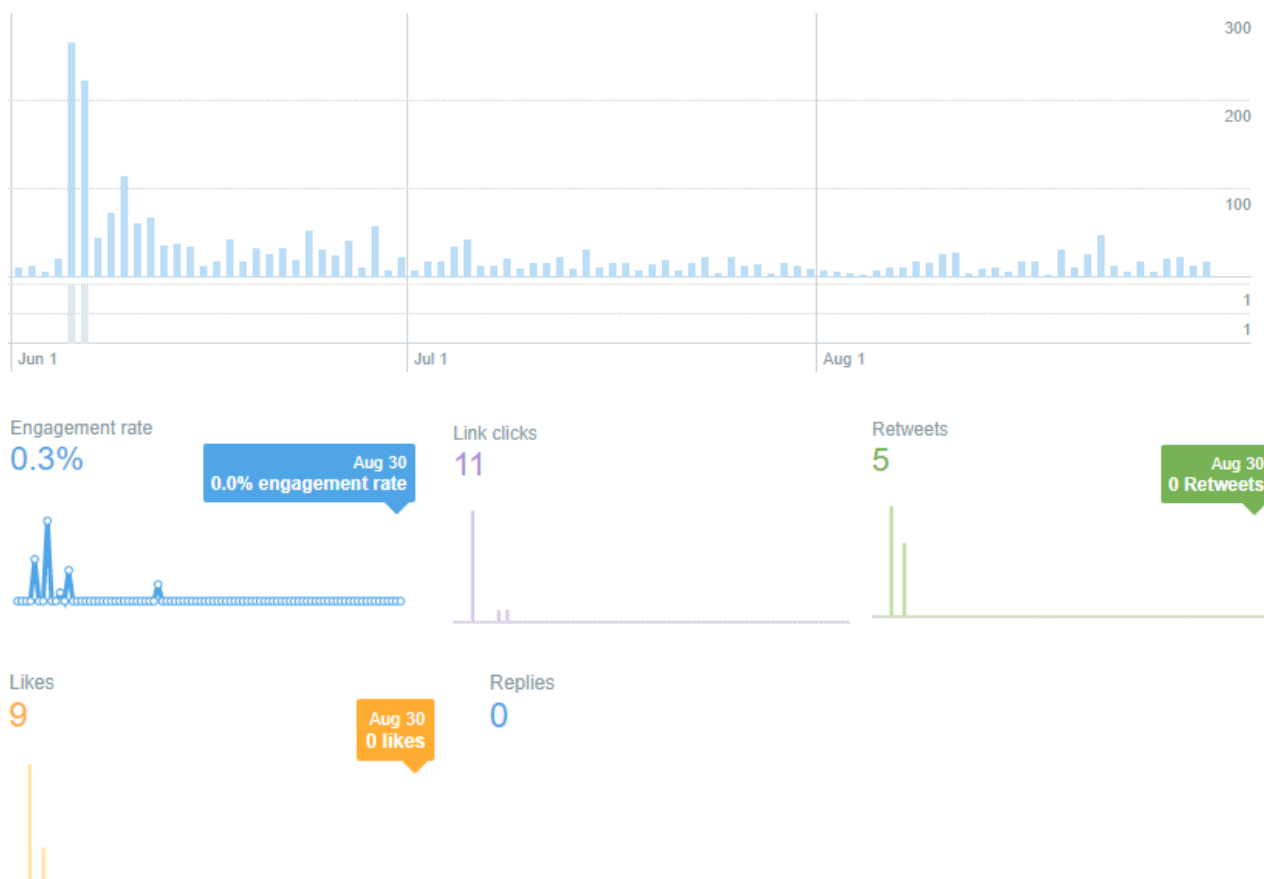 300
200
100
1
1
Jun 1
Jul 1
Aug 1
Engagement rate
0.3%
Aug 30
0.0% engagement rate
Link clicks
11
Retweets
5
Aug 30
0 Retweets
Likes
9
Aug 30
0 likes
Replies
0